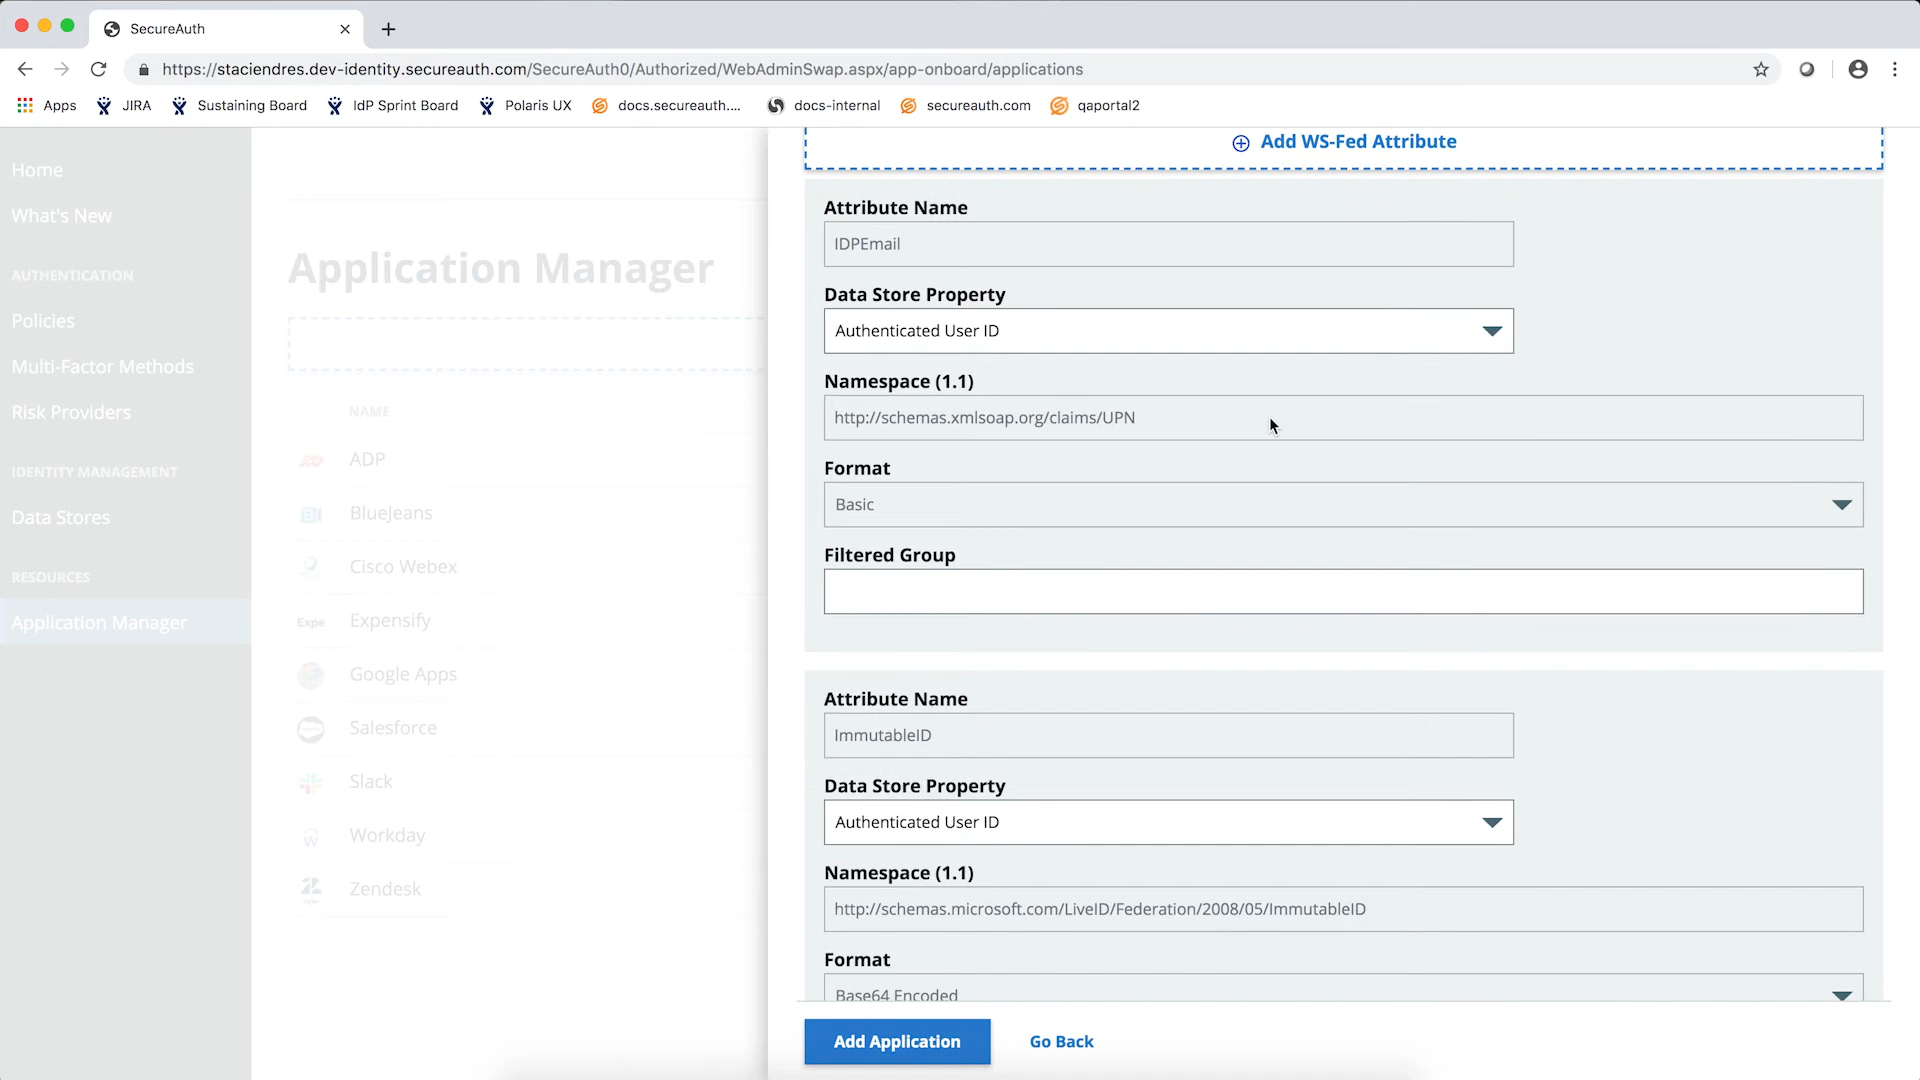 SecureAuth
https://staciendres.dev-identity.secureauth.com/SecureAuth0/Authorized/WebAdminSwap.aspx/app-onboard/applications
Apps JIRA Sustaining Board IdP Sprint Board Polaris UX docs.secureauth.... docs-internal secureauth.com qaportal2
Home
What's New
AUTHENTICATION
Policies
Multi-Factor Methods
Risk Providers
IDENTITY MANAGEMENT
Data Stores
RESOURCES
Application Manager
Application Manager
NAME
ADP
BlueJeans
Cisco Webex
Expe Expensify
Google Apps
Salesforce
Slack
Workday
Zendesk
Add WS-Fed Attribute
Attribute Name
IDPEmail
Data Store Property
Authenticated User ID
Namespace (1.1)
http://schemas.xmlsoap.org/claims/UPN
Format
Basic
Filtered Group
Attribute Name
ImmutableID
Data Store Property
Authenticated User ID
Namespace (1.1)
http://schemas.microsoft.com/LiveID/Federation/2008/05/ImmutableID
Format
Base64 Encoded
Add Application Go Back